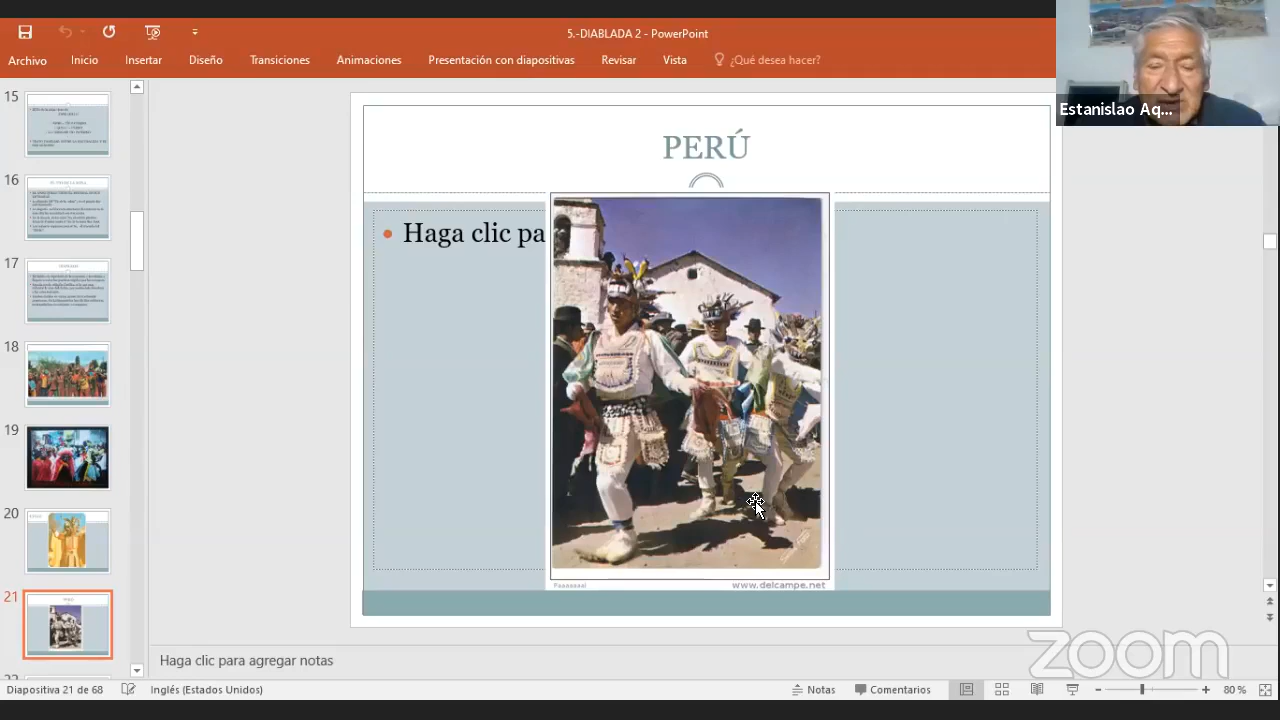 5.-DIABLADA 2 - PowerPoint
Archivo
Inicio
Insertar
Diseño
Transiciones
Animaciones
Presentación con diapositivas
Revisar
Vista
¿Qué desea hacer?
Estanislao Aq...
15
16
17
18
19
20
21
PERÚ
Haga clic pa
www.delcampe.net
Haga clic para agregar notas
zoom
Diapositiva 21 de 68
Inglés (Estados Unidos)
Notas
Comentarios
80 %